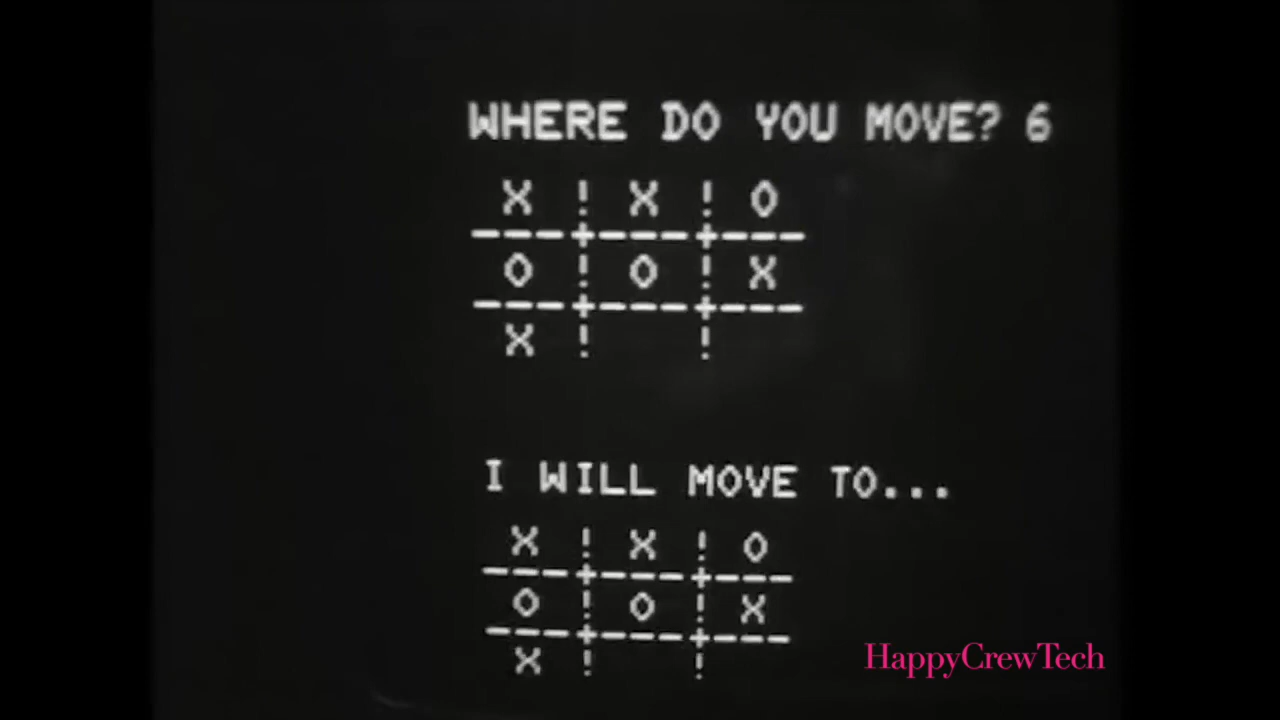 WHERE DO YOU MOVE? 6
X ! X ! O
---+---+---
O ! O ! X
---+---+---
X ! !
I WILL MOVE TO...
X ! X ! O
---+---+---
O ! O ! X
---+---+---
X ! !
HappyCrewTech